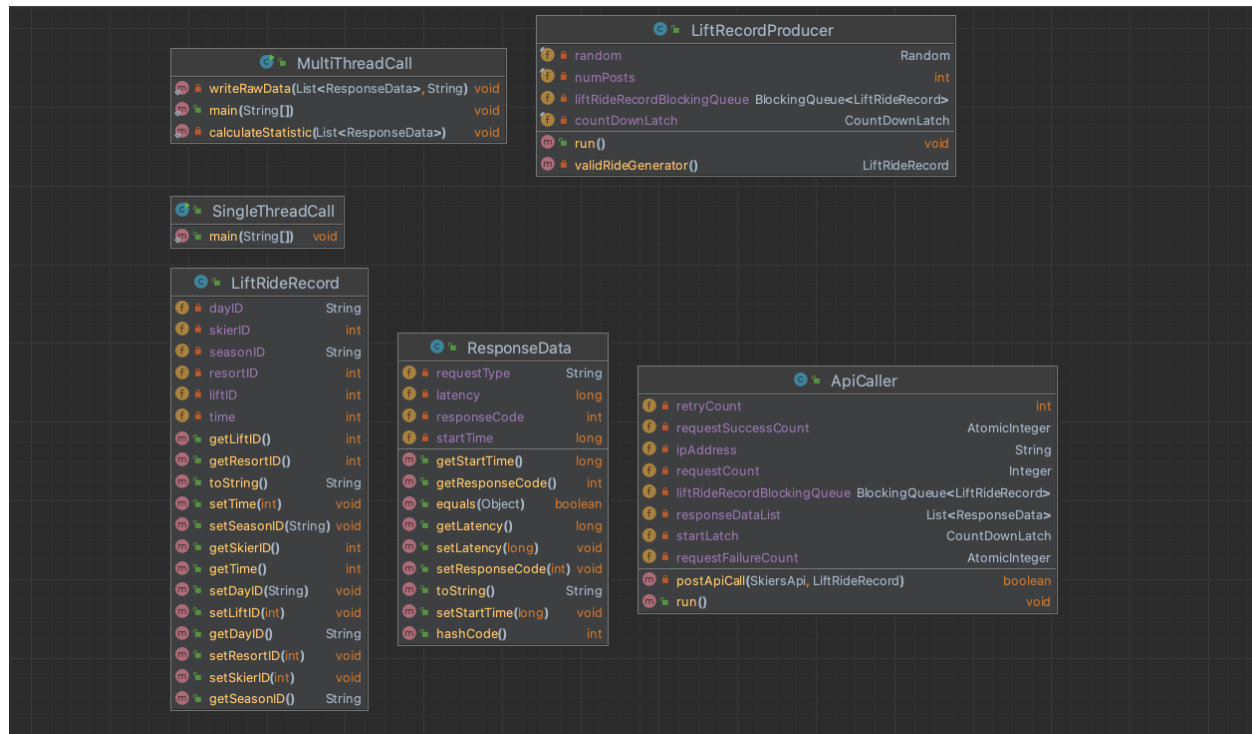 MultiThreadCall
writeRawData(List<ResponseData>, String) void
main(String[]) void
calculateStatistic(List<ResponseData>) void
LiftRecordProducer
random Random
numPosts int
liftRideRecordBlockingQueue BlockingQueue<LiftRideRecord>
countDownLatch CountDownLatch
run() void
validRideGenerator() LiftRideRecord
SingleThreadCall
main(String[]) void
LiftRideRecord
dayID String
skierID int
seasonID String
resortID int
liftID int
time int
getLiftID() int
getResortID() int
toString() String
setTime(int) void
setSeasonID(String) void
getSkierID() int
getTime() int
setDayID(String) void
setLiftID(int) void
getDayID() String
setResortID(int) void
setSkierID(int) void
getSeasonID() String
ResponseData
requestType String
latency long
responseCode int
startTime long
getStartTime() long
getResponseCode() int
equals(Object) boolean
getLatency() long
setLatency(long) void
setResponseCode(int) void
toString() String
setStartTime(long) void
hashCode() int
ApiCaller
retryCount int
requestSuccessCount AtomicInteger
ipAddress String
requestCount Integer
liftRideRecordBlockingQueue BlockingQueue<LiftRideRecord>
responseDataList List<ResponseData>
startLatch CountDownLatch
requestFailureCount AtomicInteger
postApiCall(SkiersApi, LiftRideRecord) boolean
run() void